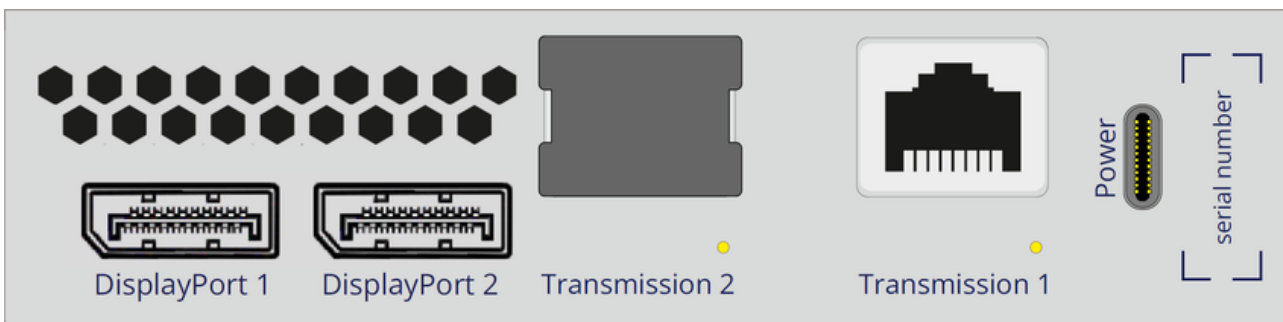 DisplayPort 1
DisplayPort 2
Transmission 2
Transmission 1
Power
serial number